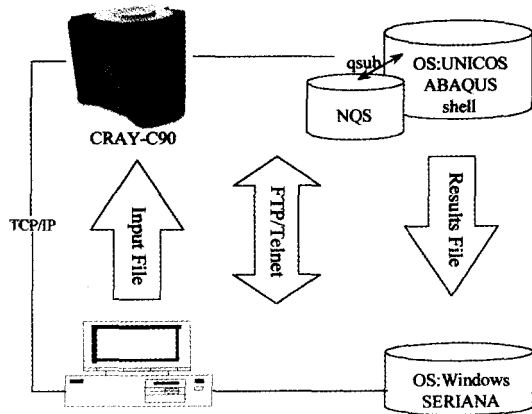 qsub
OS:UNICOS
ABAQUS
shell
NQS
CRAY-C90
TCP/IP
Input File
FTP/Telnet
Results File
OS:Windows
SERIANA